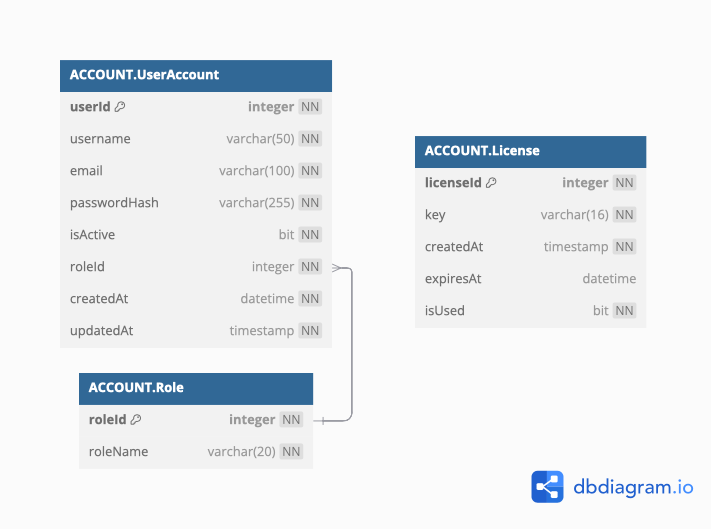 ACCOUNT.UserAccount
userId integer NN
username varchar(50) NN
email varchar(100) NN
passwordHash varchar(255) NN
isActive bit NN
roleId integer NN
createdAt datetime NN
updatedAt timestamp NN
ACCOUNT.Role
roleId integer NN
roleName varchar(20) NN
ACCOUNT.License
licenseId integer NN
key varchar(16) NN
createdAt timestamp NN
expiresAt datetime
isUsed bit NN
dbdiagram.io